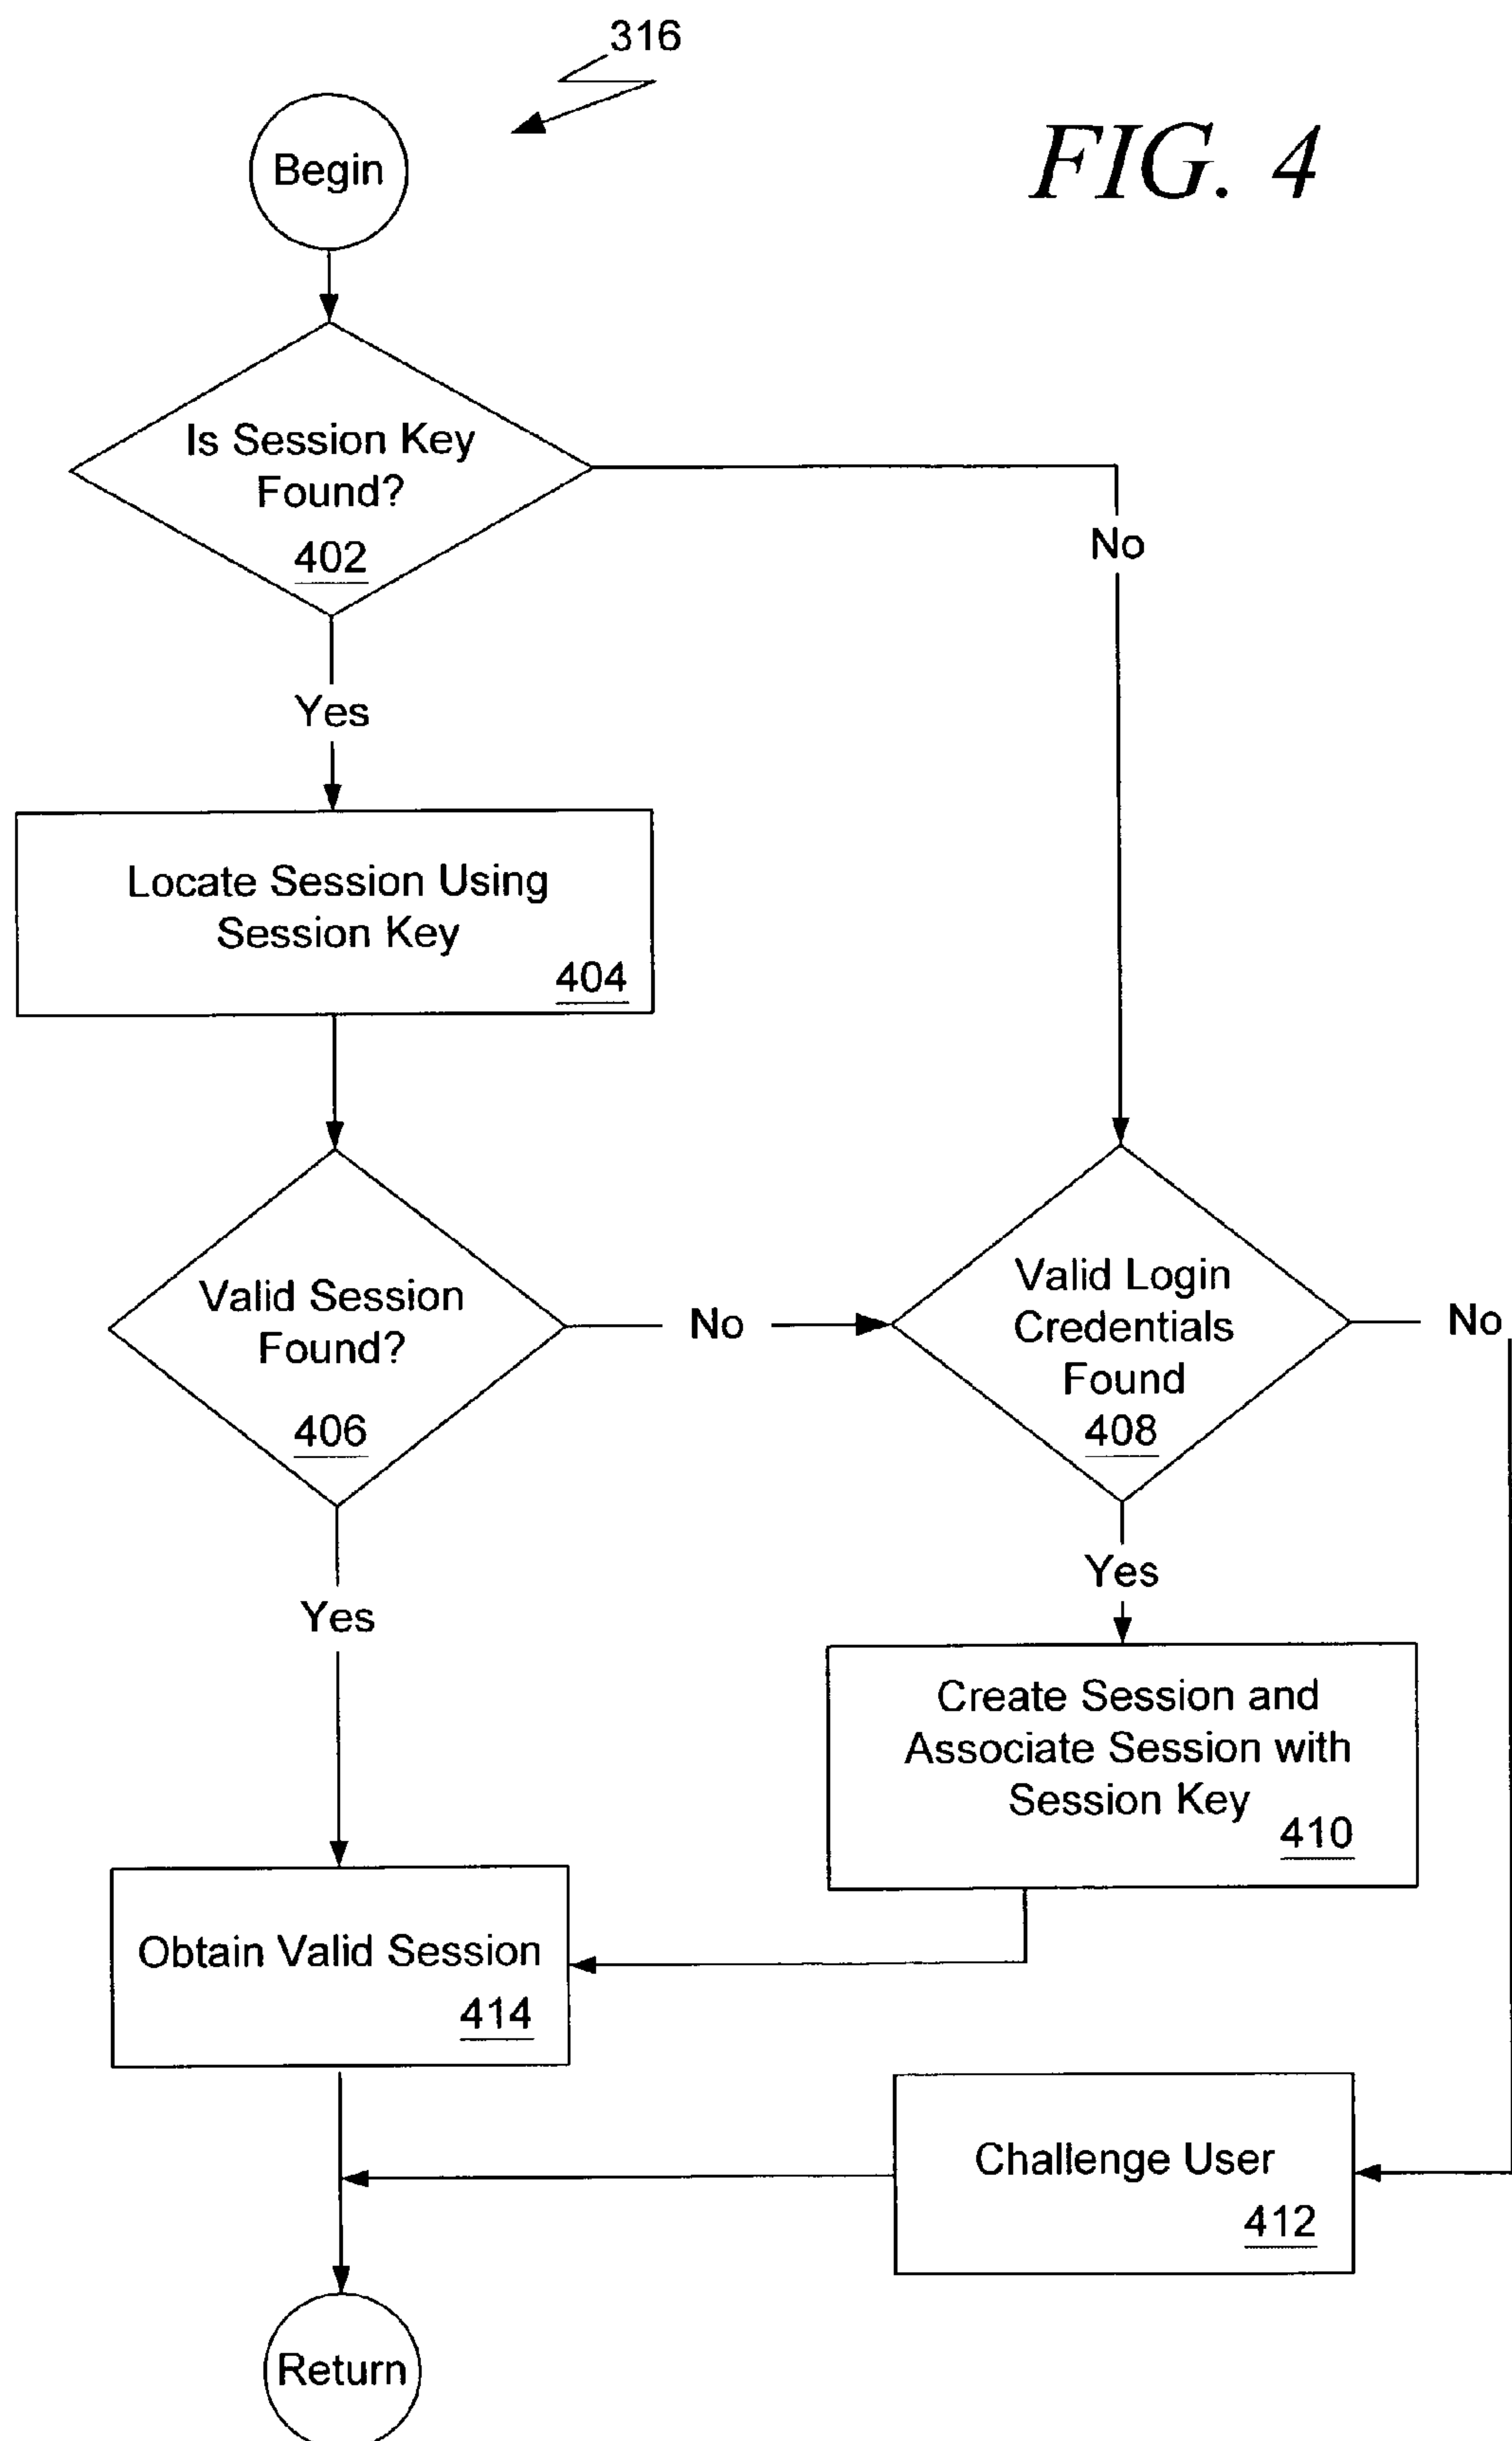 316
FIG. 4
Begin
Is Session Key
Found?
402
No
Yes
Locate Session Using
Session Key
404
Valid Session
Found?
406
No
Valid Login
Credentials
Found
408
No
Yes
Yes
Create Session and
Associate Session with
Session Key
410
Obtain Valid Session
414
Challenge User
412
Return